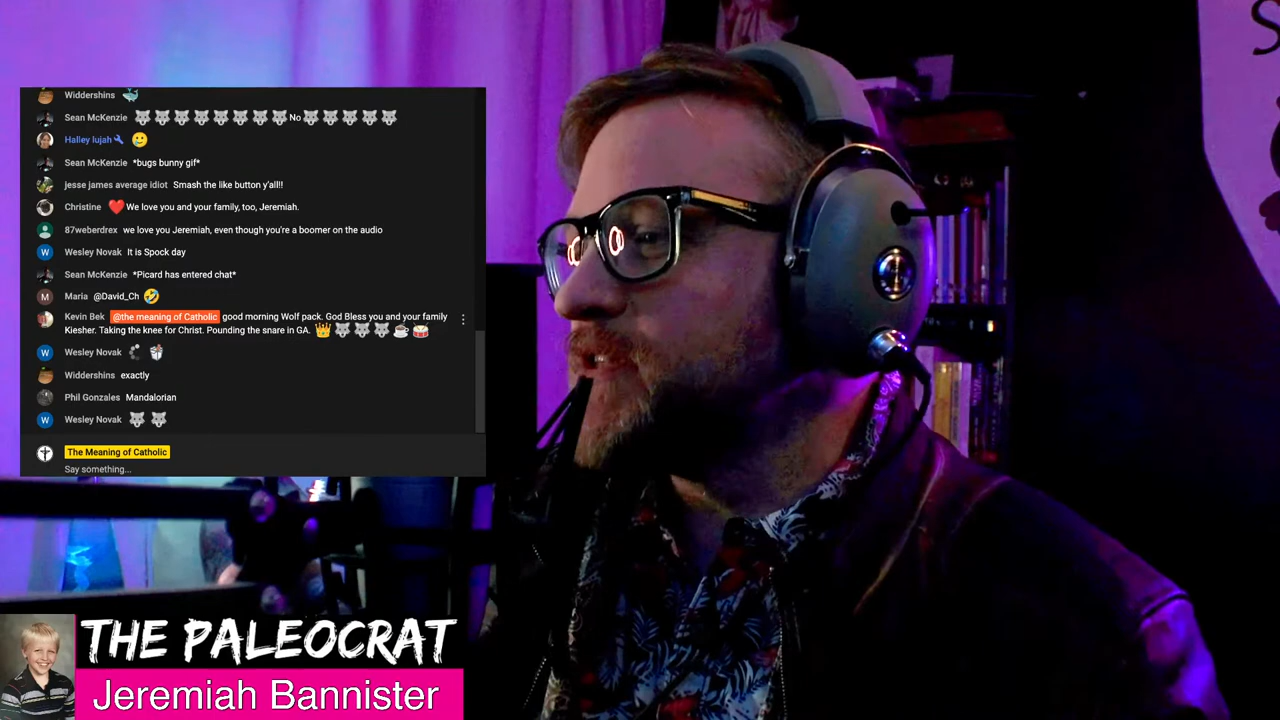 Widdershins
Sean McKenzie No
Halley lujah
Sean McKenzie *bugs bunny gif*
jesse james average idiot Smash the like button y'all!!
Christine We love you and your family, too, Jeremiah.
87weberdrex we love you Jeremiah, even though you're a boomer on the audio
W Wesley Novak It is Spock day
Sean McKenzie *Picard has entered chat*
M Maria @David_Ch
Kevin Bek @the meaning of Catholic good morning Wolf pack. God Bless you and your family
Kiesher. Taking the knee for Christ. Pounding the snare in GA.
W Wesley Novak
Widdershins exactly
Phil Gonzales Mandalorian
W Wesley Novak
The Meaning of Catholic
Say something...
THE PALEOCRAT
Jeremiah Bannister